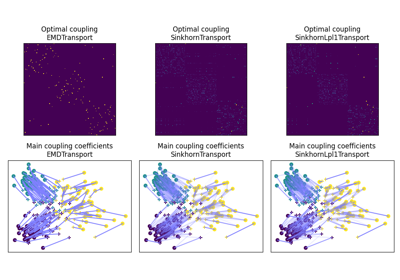 Optimal coupling
EMDTransport
Optimal coupling
SinkhornTransport
Optimal coupling
SinkhornLpl1Transport
Main coupling coefficients
EMDTransport
Main coupling coefficients
SinkhornTransport
Main coupling coefficients
SinkhornLpl1Transport